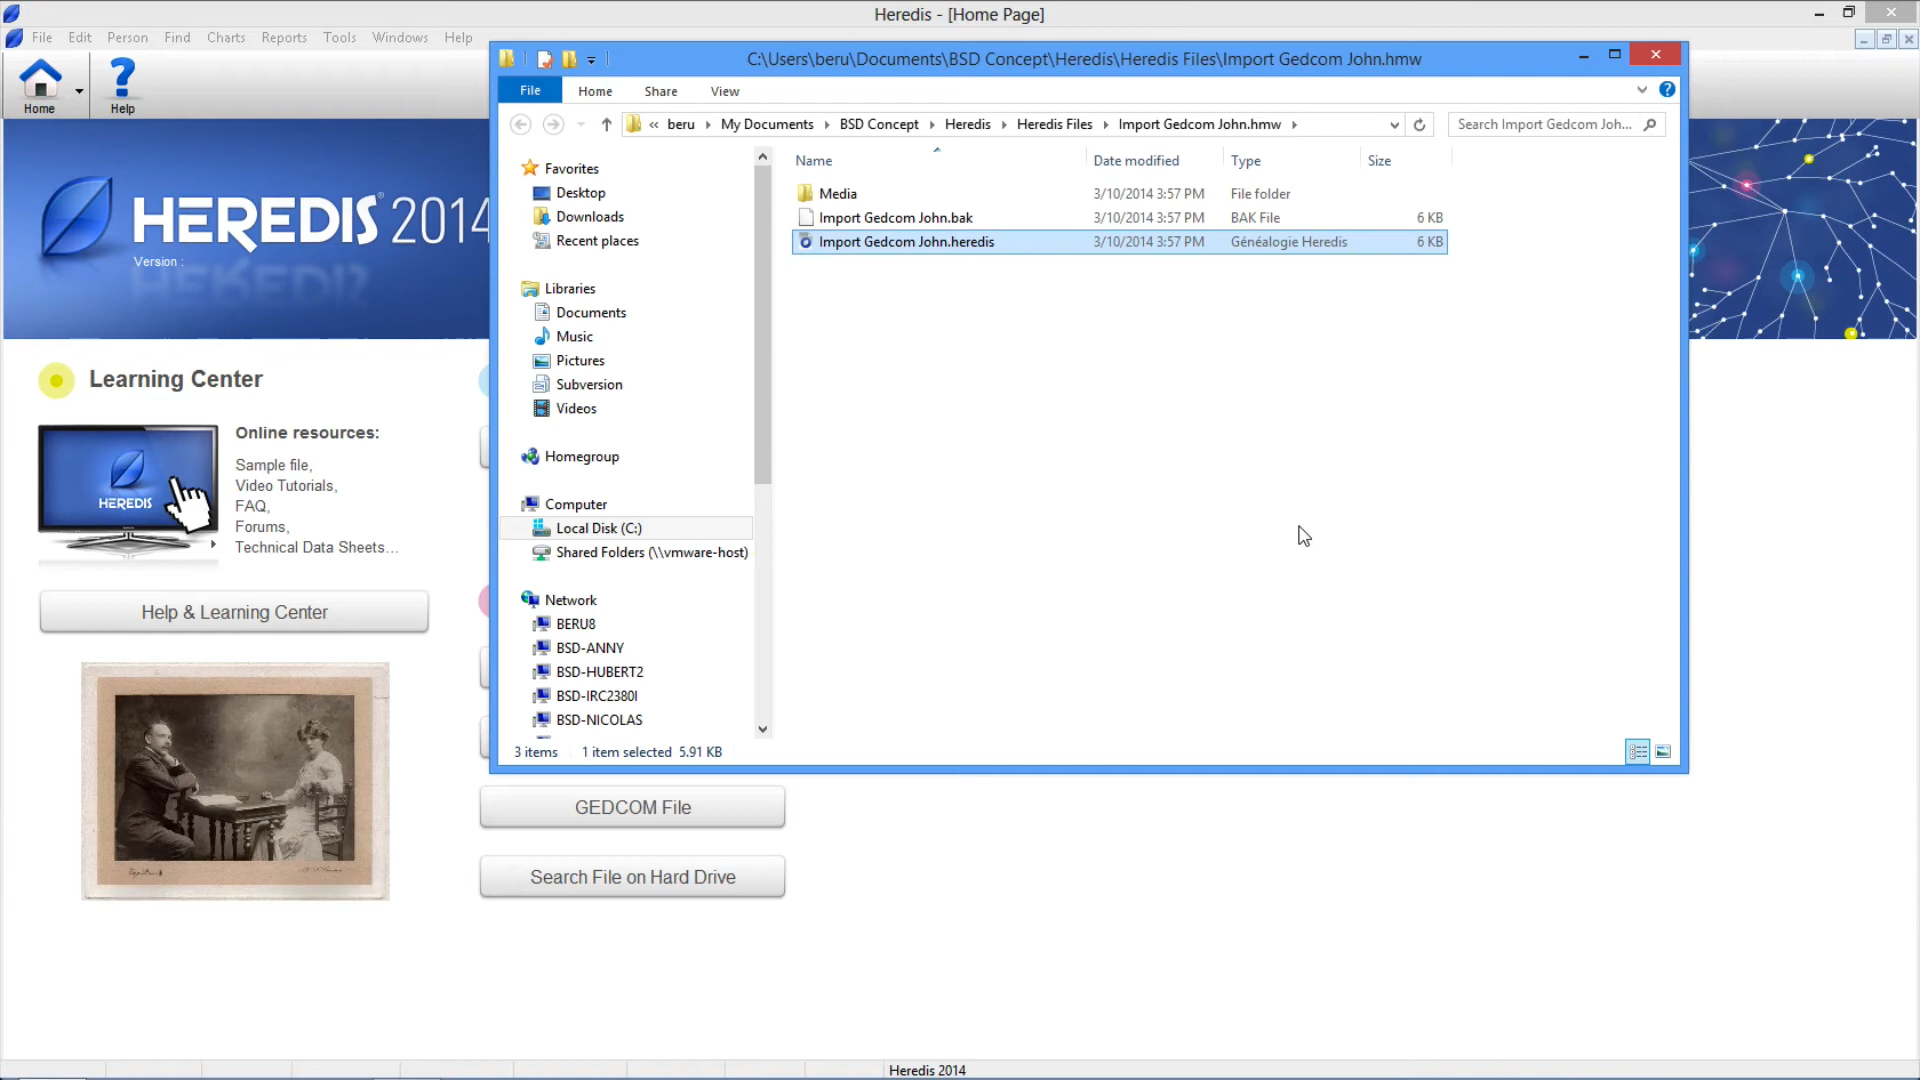 Heredis - [Home Page]
File Edit Person Find Charts Reports Tools Windows Help
Home
Help
C:\Users\beru\Documents\BSD Concept\Heredis\Heredis Files\Import Gedcom John.hmw
File Home Share View
« beru My Documents BSD Concept Heredis Heredis Files Import Gedcom John.hmw
Search Import Gedcom Joh...
Name Date modified Type Size
Media 3/10/2014 3:57 PM File folder
Import Gedcom John.bak 3/10/2014 3:57 PM BAK File 6 KB
Import Gedcom John.heredis 3/10/2014 3:57 PM Généalogie Heredis 6 KB
Favorites
Desktop
Downloads
Recent places
Libraries
Documents
Music
Pictures
Subversion
Videos
Homegroup
Computer
Local Disk (C:)
Shared Folders (\\vmware-host)
Network
BERU8
BSD-ANNY
BSD-HUBERT2
BSD-IRC2380I
BSD-NICOLAS
3 items 1 item selected 5.91 KB
HEREDIS® 2014
Version :
Learning Center
Online resources:
Sample file,
Video Tutorials,
FAQ,
Forums,
Technical Data Sheets...
HEREDIS
Help & Learning Center
GEDCOM File
Search File on Hard Drive
Heredis 2014